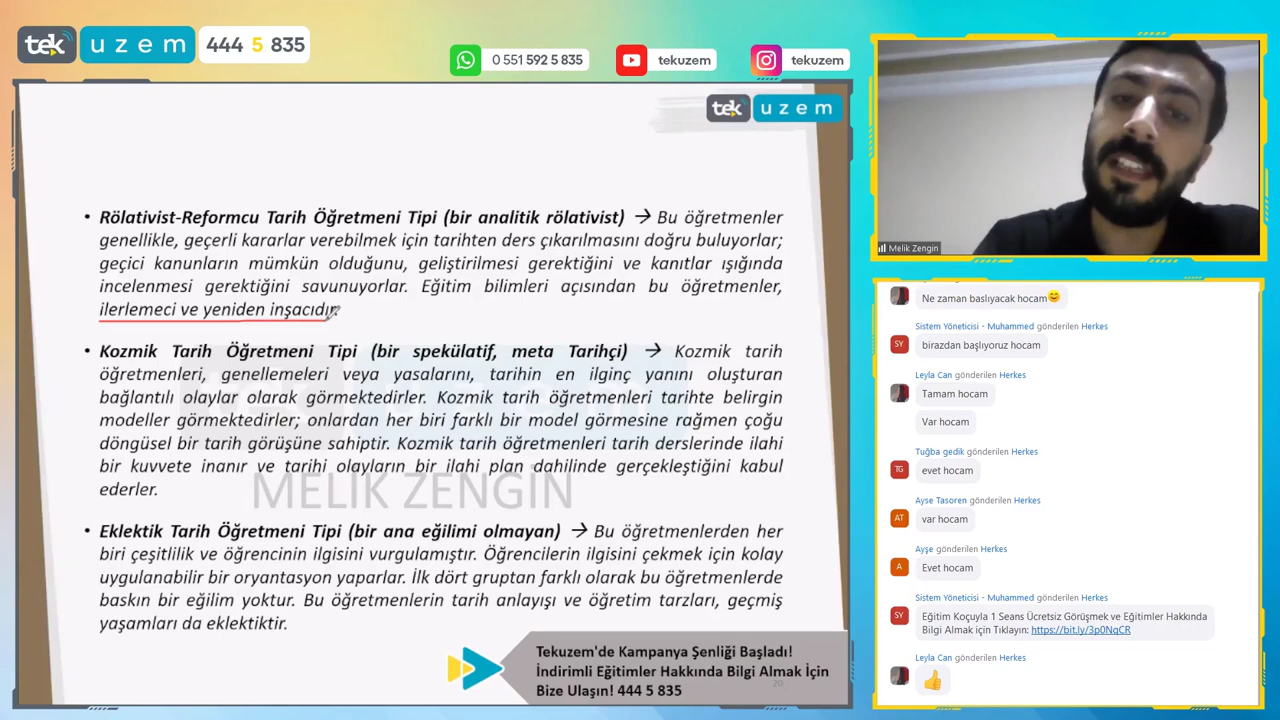 tek uzem 444 5 835
0 551 592 5 835
tekuzem
tekuzem
tek uzem
• Rölativist-Reformcu Tarih Öğretmeni Tipi (bir analitik rölativist) → Bu öğretmenler
genellikle, geçerli kararlar verebilmek için tarihten ders çıkarılmasını doğru buluyorlar;
geçici kanunların mümkün olduğunu, geliştirilmesi gerektiğini ve kanıtlar ışığında
incelenmesi gerektiğini savunuyorlar. Eğitim bilimleri açısından bu öğretmenler,
ilerlemeci ve yeniden inşacıdır.
• Kozmik Tarih Öğretmeni Tipi (bir spekülatif, meta Tarihçi) → Kozmik tarih
öğretmenleri, genellemeleri veya yasalarını, tarihin en ilginç yanını oluşturan
bağlantılı olaylar olarak görmektedirler. Kozmik tarih öğretmenleri tarihte belirgin
modeller görmektedirler; onlardan her biri farklı bir model görmesine rağmen çoğu
döngüsel bir tarih görüşüne sahiptir. Kozmik tarih öğretmenleri tarih derslerinde ilahi
bir kuvvete inanır ve tarihi olayların bir ilahi plan dahilinde gerçekleştiğini kabul
ederler.
MELİK ZENGİN
• Eklektik Tarih Öğretmeni Tipi (bir ana eğilimi olmayan) → Bu öğretmenlerden her
biri çeşitlilik ve öğrencinin ilgisini vurgulamıştır. Öğrencilerin ilgisini çekmek için kolay
uygulanabilir bir oryantasyon yaparlar. İlk dört gruptan farklı olarak bu öğretmenlerde
baskın bir eğilim yoktur. Bu öğretmenlerin tarih anlayışı ve öğretim tarzları, geçmiş
yaşamları da eklektiktir.
Tekuzem'de Kampanya Şenliği Başladı!
İndirimli Eğitimler Hakkında Bilgi Almak İçin
Bize Ulaşın! 444 5 835
20
Melik Zengin
Ne zaman baslıyacak hocam😊
Sistem Yöneticisi - Muhammed gönderilen Herkes
SY birazdan başlıyoruz hocam
Leyla Can gönderilen Herkes
Tamam hocam
Var hocam
Tuğba gedik gönderilen Herkes
TG evet hocam
Ayse Tasoren gönderilen Herkes
AT var hocam
Ayşe gönderilen Herkes
A Evet hocam
Sistem Yöneticisi - Muhammed gönderilen Herkes
SY Eğitim Koçuyla 1 Seans Ücretsiz Görüşmek ve Eğitimler Hakkında
Bilgi Almak için Tıklayın: https://bit.ly/3p0NqCR
Leyla Can gönderilen Herkes
👍